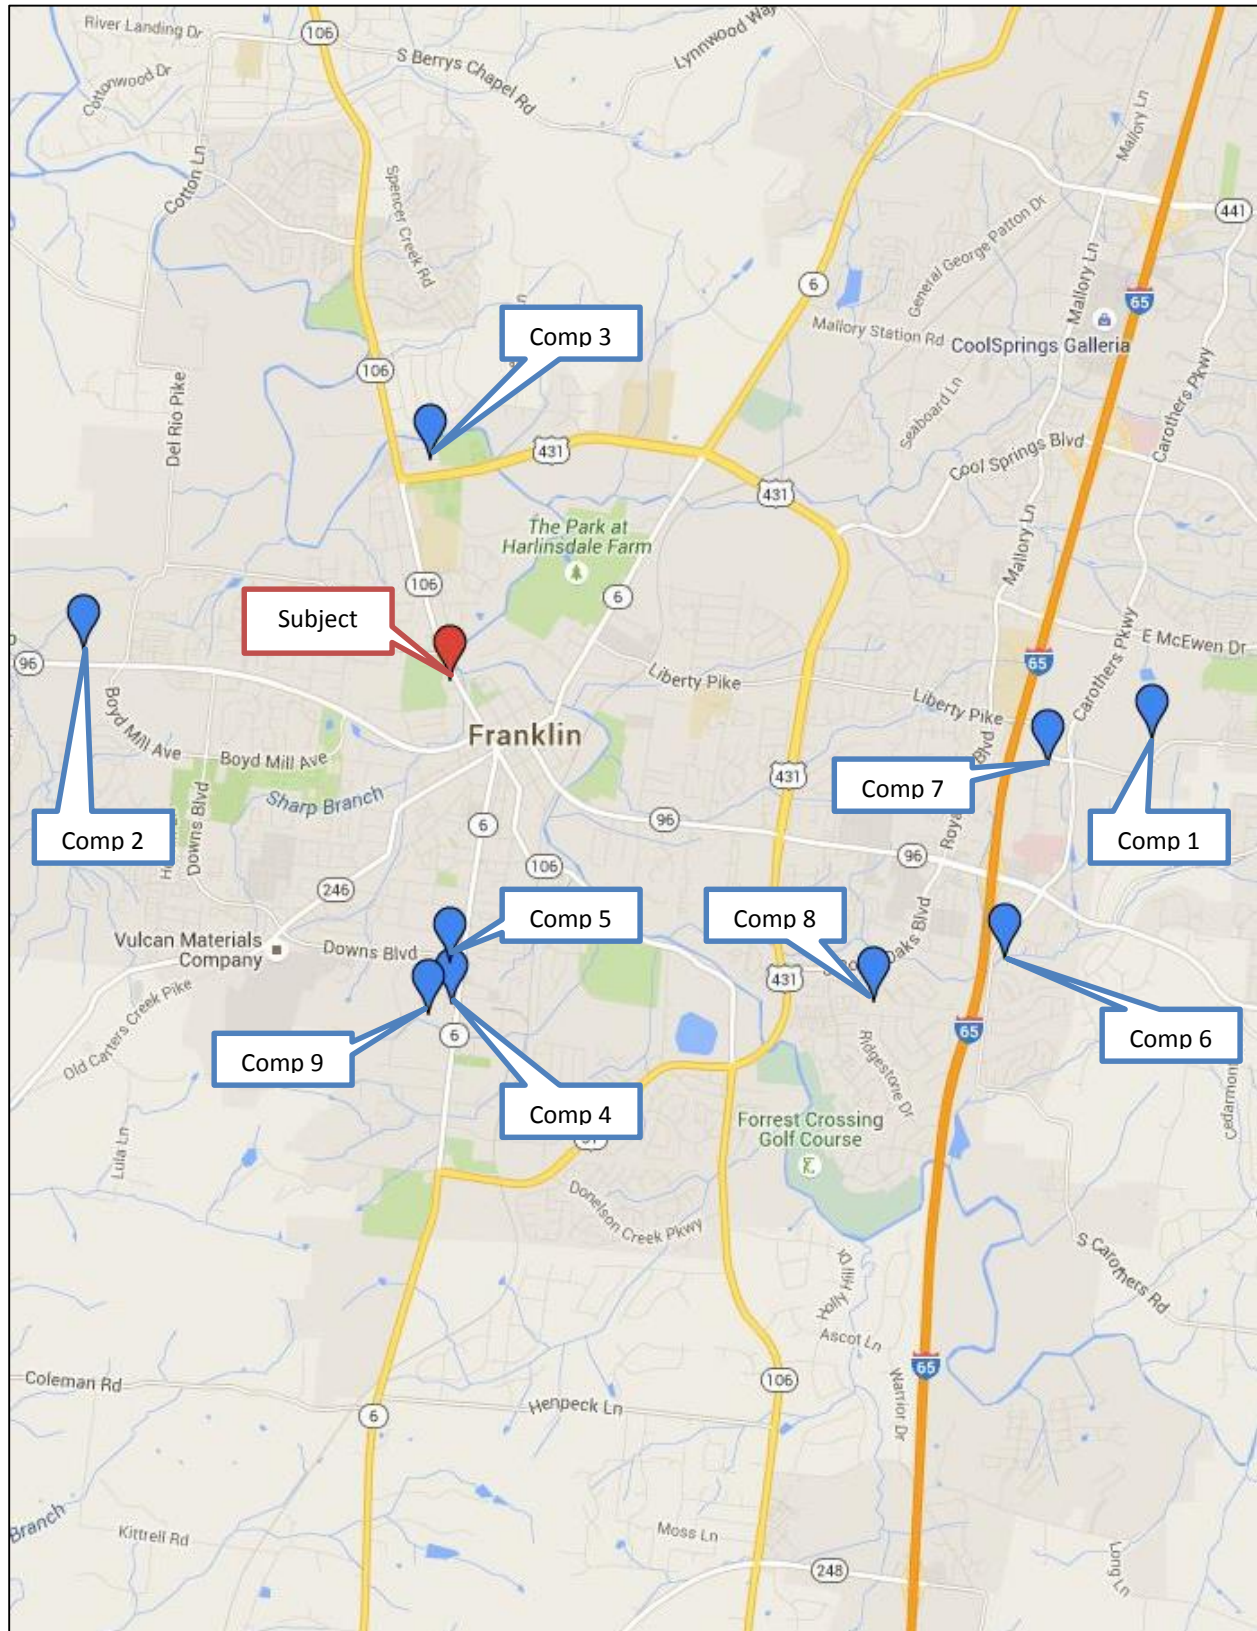 River Landing Dr
106
S Berrys Chapel Rd
Lynnwood Way
Cottonwood Dr
Mallory Ln
Cotton Ln
Spencer Creek Rd
General George Patton Dr
441
6
65
Mallory Ln
Mallory Station Rd
CoolSprings Galleria
Comp 3
106
Carothers Pkwy
Del Rio Pike
Seaboard Ln
431
Cool Springs Blvd
431
The Park at
Harlinsdale Farm
Mallory Ln
106
6
Subject
E McEwen Dr
96
65
Liberty Pike
Liberty Pike
Carothers Pkwy
Boyd Mill Ave
Franklin
Boyd Mill Ave
431
Blvd
Comp 7
Sharp Branch
Downs Blvd
6
96
Comp 2
Roya
Comp 1
106
96
246
Comp 5
Comp 8
Vulcan Materials
Company
Downs Blvd
Oaks Blvd
431
Old Carters Creek Pike
6
65
Comp 6
Comp 9
Ridgestone Dr
Comp 4
Forrest Crossing
Golf Course
Cedarmon
Lula Ln
Donelson Creek Pkwy
S Carothers Rd
Holly Hill Dr
Ascot Ln
65
Coleman Rd
106
Warrior Dr
6
Henpeck Ln
Branch
Kittrell Rd
Moss Ln
248
Long Ln